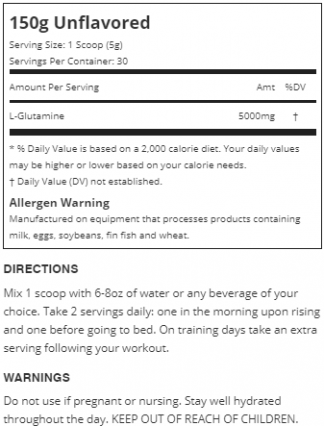 150g Unflavored
Serving Size: 1 Scoop (5g)
Servings Per Container: 30
Amount Per Serving Amt %DV
L-Glutamine 5000mg †
* % Daily Value is based on a 2,000 calorie diet. Your daily values
may be higher or lower based on your calorie needs.
† Daily Value (DV) not established.
Allergen Warning
Manufactured on equipment that processes products containing
milk, eggs, soybeans, fin fish and wheat.
DIRECTIONS
Mix 1 scoop with 6-8oz of water or any beverage of your
choice. Take 2 servings daily: one in the morning upon rising
and one before going to bed. On training days take an extra
serving following your workout.
WARNINGS
Do not use if pregnant or nursing. Stay well hydrated
throughout the day. KEEP OUT OF REACH OF CHILDREN.